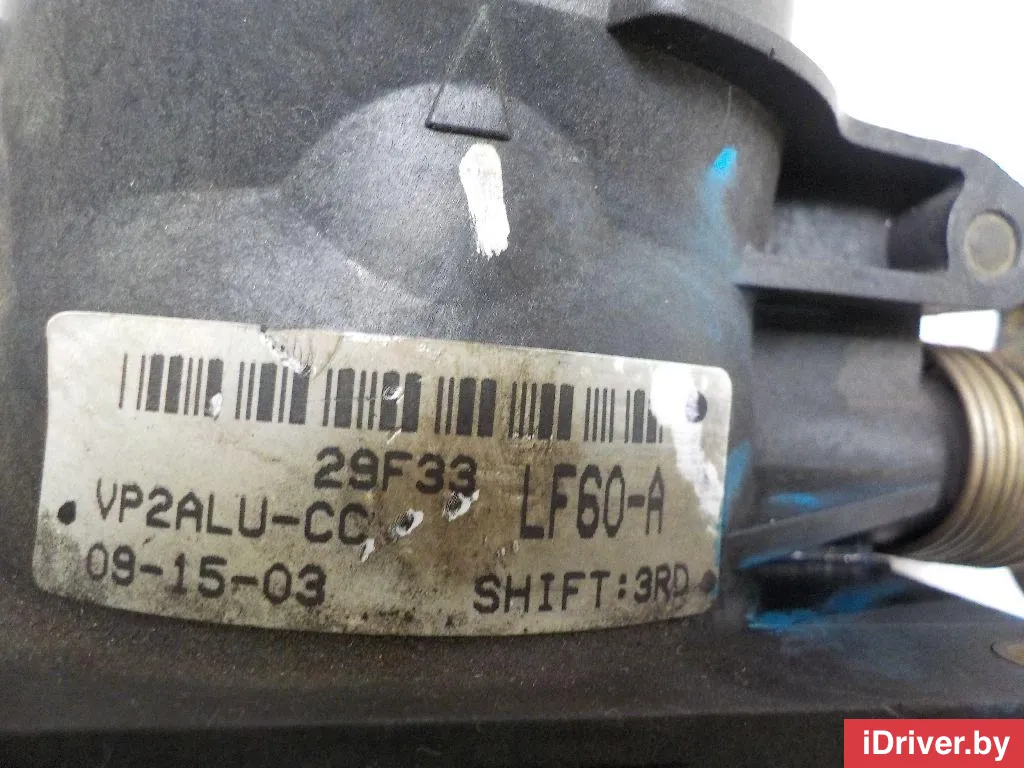 29F33 LF60-A
VP2ALU-CC
09-15-03 SHIFT:3RD
iDriver.by